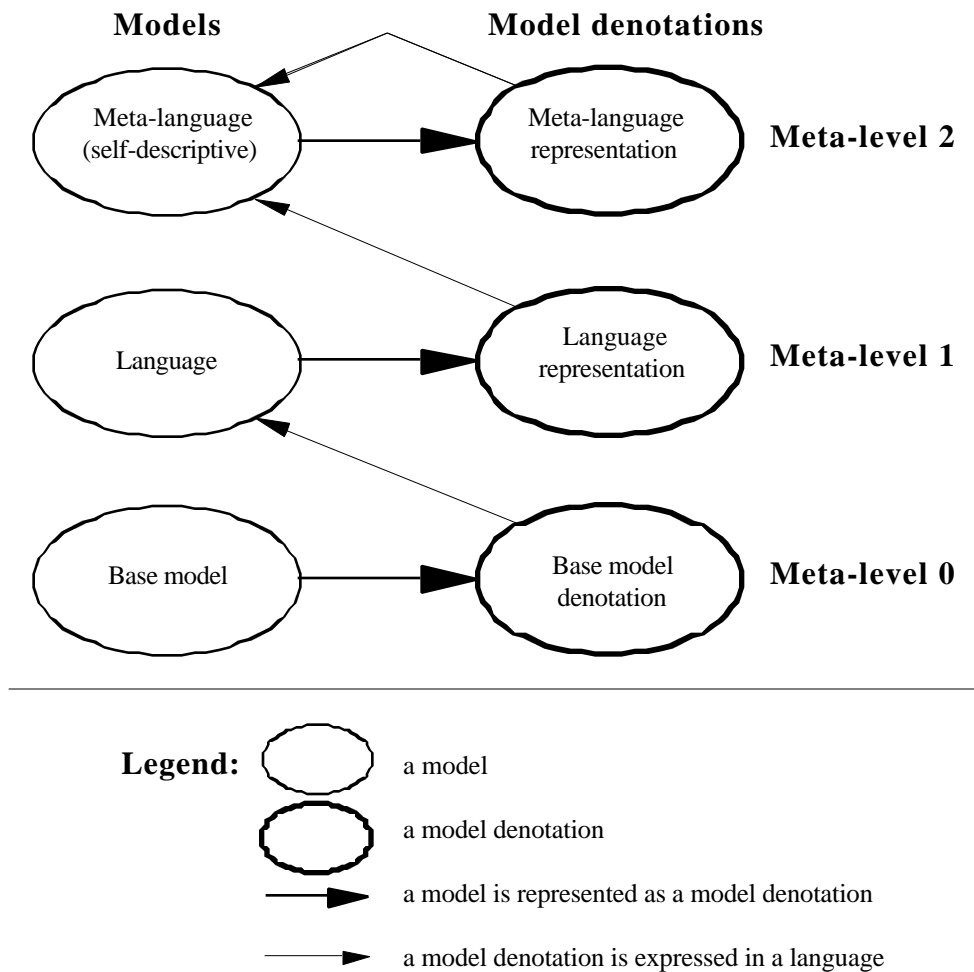 Models
Model denotations
Meta-language
(self-descriptive)
Meta-language
representation
Meta-level 2
Language
Language
representation
Meta-level 1
Base model
Base model
denotation
Meta-level 0
Legend:
a model
a model denotation
a model is represented as a model denotation
a model denotation is expressed in a language